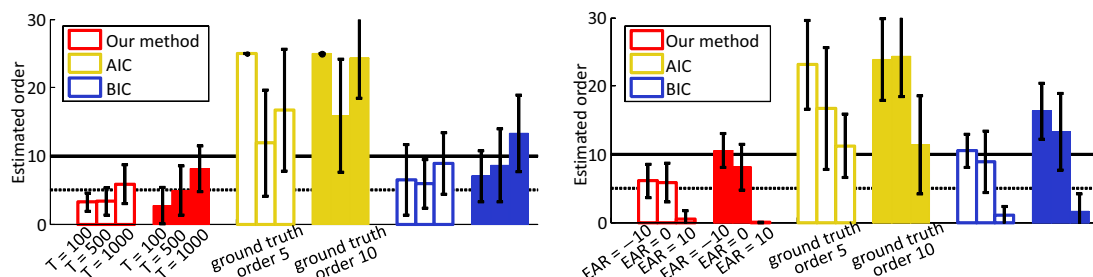 30
20
10
0
Estimated order
Our method
AIC
BIC
T = 100
T = 500
T = 1000
T = 100
T = 500
T = 1000
ground truth
order 5
ground truth
order 10
30
20
10
0
Estimated order
Our method
AIC
BIC
EAR = −10
EAR = 0
EAR = 10
EAR = −10
EAR = 0
EAR = 10
ground truth
order 5
ground truth
order 10